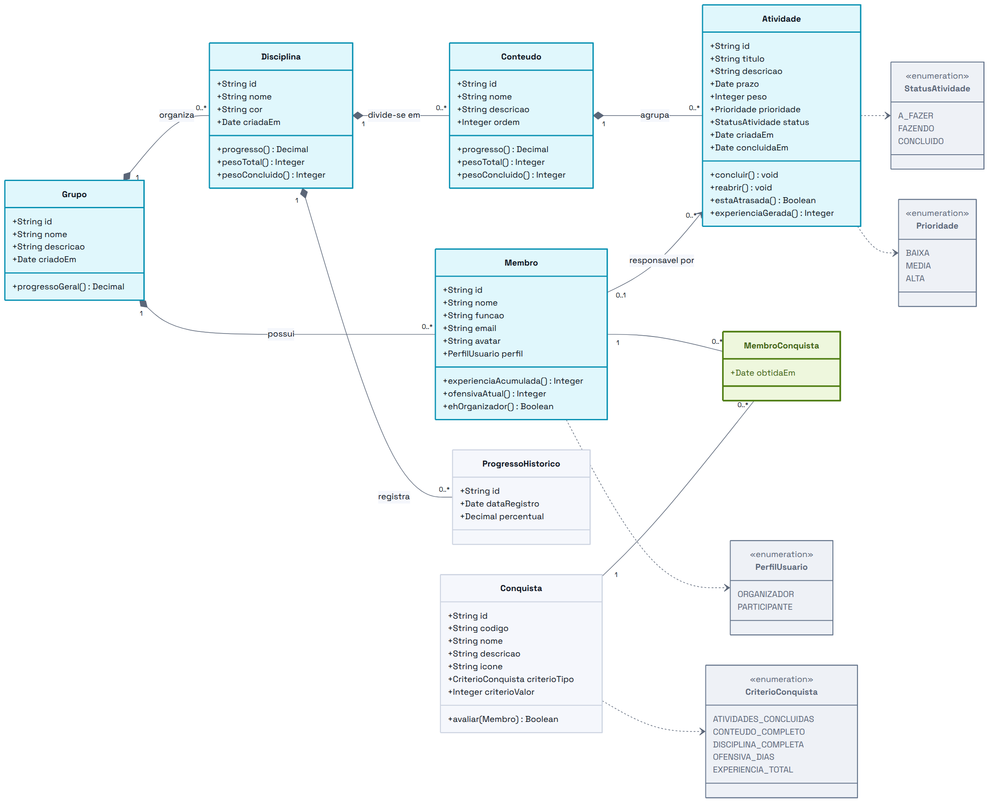 Atividade
+String id
+String titulo
+String descricao
+Date prazo
+Integer peso
+Prioridade prioridade
+StatusAtividade status
+Date criadaEm
+Date concluidaEm
+concluir() : void
+reabrir() : void
+estaAtrasada() : Boolean
+experienciaGerada() : Integer
Disciplina
+String id
+String nome
+String cor
+Date criadaEm
+progresso() : Decimal
+pesoTotal() : Integer
+pesoConcluido() : Integer
Conteudo
+String id
+String nome
+String descricao
+Integer ordem
+progresso() : Decimal
+pesoTotal() : Integer
+pesoConcluido() : Integer
«enumeration»
StatusAtividade
A_FAZER
FAZENDO
CONCLUIDO
organiza
0..*
1
divide-se em
0..*
1
agrupa
0..*
1
Grupo
+String id
+String nome
+String descricao
+Date criadoEm
+progressoGeral() : Decimal
1
«enumeration»
Prioridade
BAIXA
MEDIA
ALTA
0..*
responsavel por
0..1
Membro
+String id
+String nome
+String funcao
+String email
+String avatar
+PerfilUsuario perfil
+experienciaAcumulada() : Integer
+ofensivaAtual() : Integer
+ehOrganizador() : Boolean
1
possui
0..*
1
0..*
MembroConquista
+Date obtidaEm
0..*
ProgressoHistorico
+String id
+Date dataRegistro
+Decimal percentual
registra
0..*
1
Conquista
+String id
+String codigo
+String nome
+String descricao
+String icone
+CriterioConquista criterioTipo
+Integer criterioValor
+avaliar(Membro) : Boolean
«enumeration»
PerfilUsuario
ORGANIZADOR
PARTICIPANTE
«enumeration»
CriterioConquista
ATIVIDADES_CONCLUIDAS
CONTEUDO_COMPLETO
DISCIPLINA_COMPLETA
OFENSIVA_DIAS
EXPERIENCIA_TOTAL